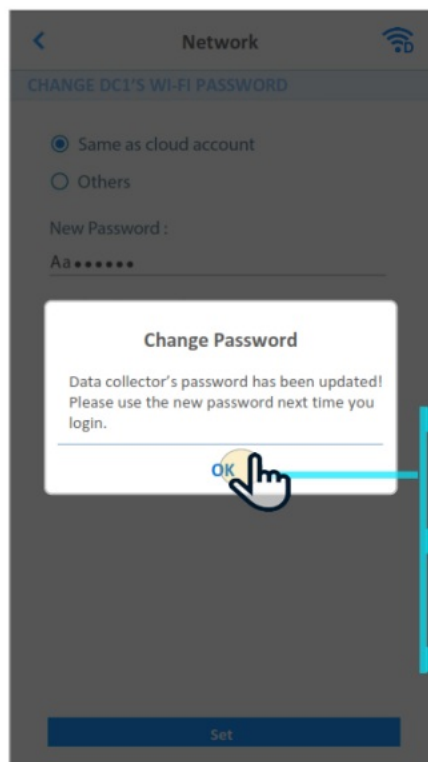 Network
D
CHANGE DC1'S WI-FI PASSWORD
Same as cloud account
Others
New Password :
Aa••••••
Change Password
Data collector's password has been updated!
Please use the new password next time you
login.
OK
Set